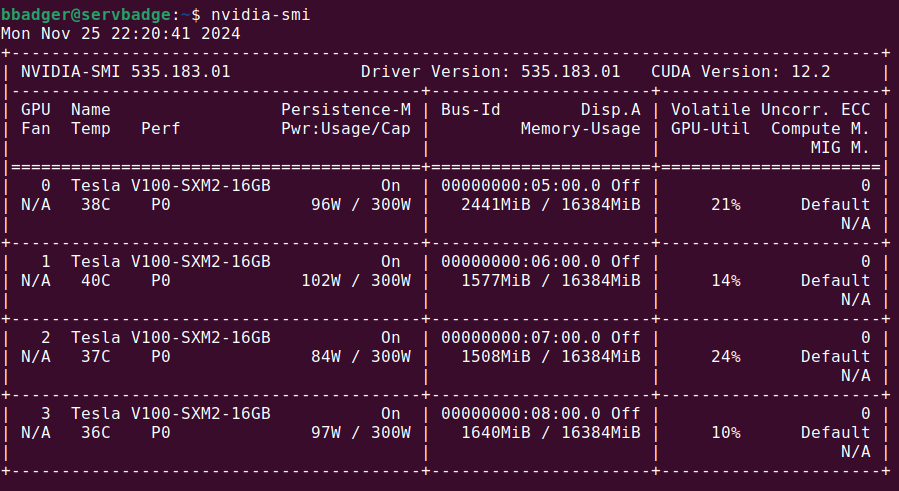 bbadger@servbadge:~$ nvidia-smi
Mon Nov 25 22:20:41 2024
+---------------------------------------------------------------------------------------+
| NVIDIA-SMI 535.183.01             Driver Version: 535.183.01   CUDA Version: 12.2     |
|-----------------------------------------+----------------------+----------------------+
| GPU  Name                 Persistence-M | Bus-Id        Disp.A | Volatile Uncorr. ECC |
| Fan  Temp   Perf          Pwr:Usage/Cap |         Memory-Usage | GPU-Util  Compute M. |
|                                         |                      |               MIG M. |
|=========================================+======================+======================|
|   0  Tesla V100-SXM2-16GB           On  | 00000000:05:00.0 Off |                    0 |
| N/A   38C    P0              96W / 300W |   2441MiB / 16384MiB |     21%      Default |
|                                         |                      |                  N/A |
+-----------------------------------------+----------------------+----------------------+
|   1  Tesla V100-SXM2-16GB           On  | 00000000:06:00.0 Off |                    0 |
| N/A   40C    P0             102W / 300W |   1577MiB / 16384MiB |     14%      Default |
|                                         |                      |                  N/A |
+-----------------------------------------+----------------------+----------------------+
|   2  Tesla V100-SXM2-16GB           On  | 00000000:07:00.0 Off |                    0 |
| N/A   37C    P0              84W / 300W |   1508MiB / 16384MiB |     24%      Default |
|                                         |                      |                  N/A |
+-----------------------------------------+----------------------+----------------------+
|   3  Tesla V100-SXM2-16GB           On  | 00000000:08:00.0 Off |                    0 |
| N/A   36C    P0              97W / 300W |   1640MiB / 16384MiB |     10%      Default |
|                                         |                      |                  N/A |
+-----------------------------------------+----------------------+----------------------+